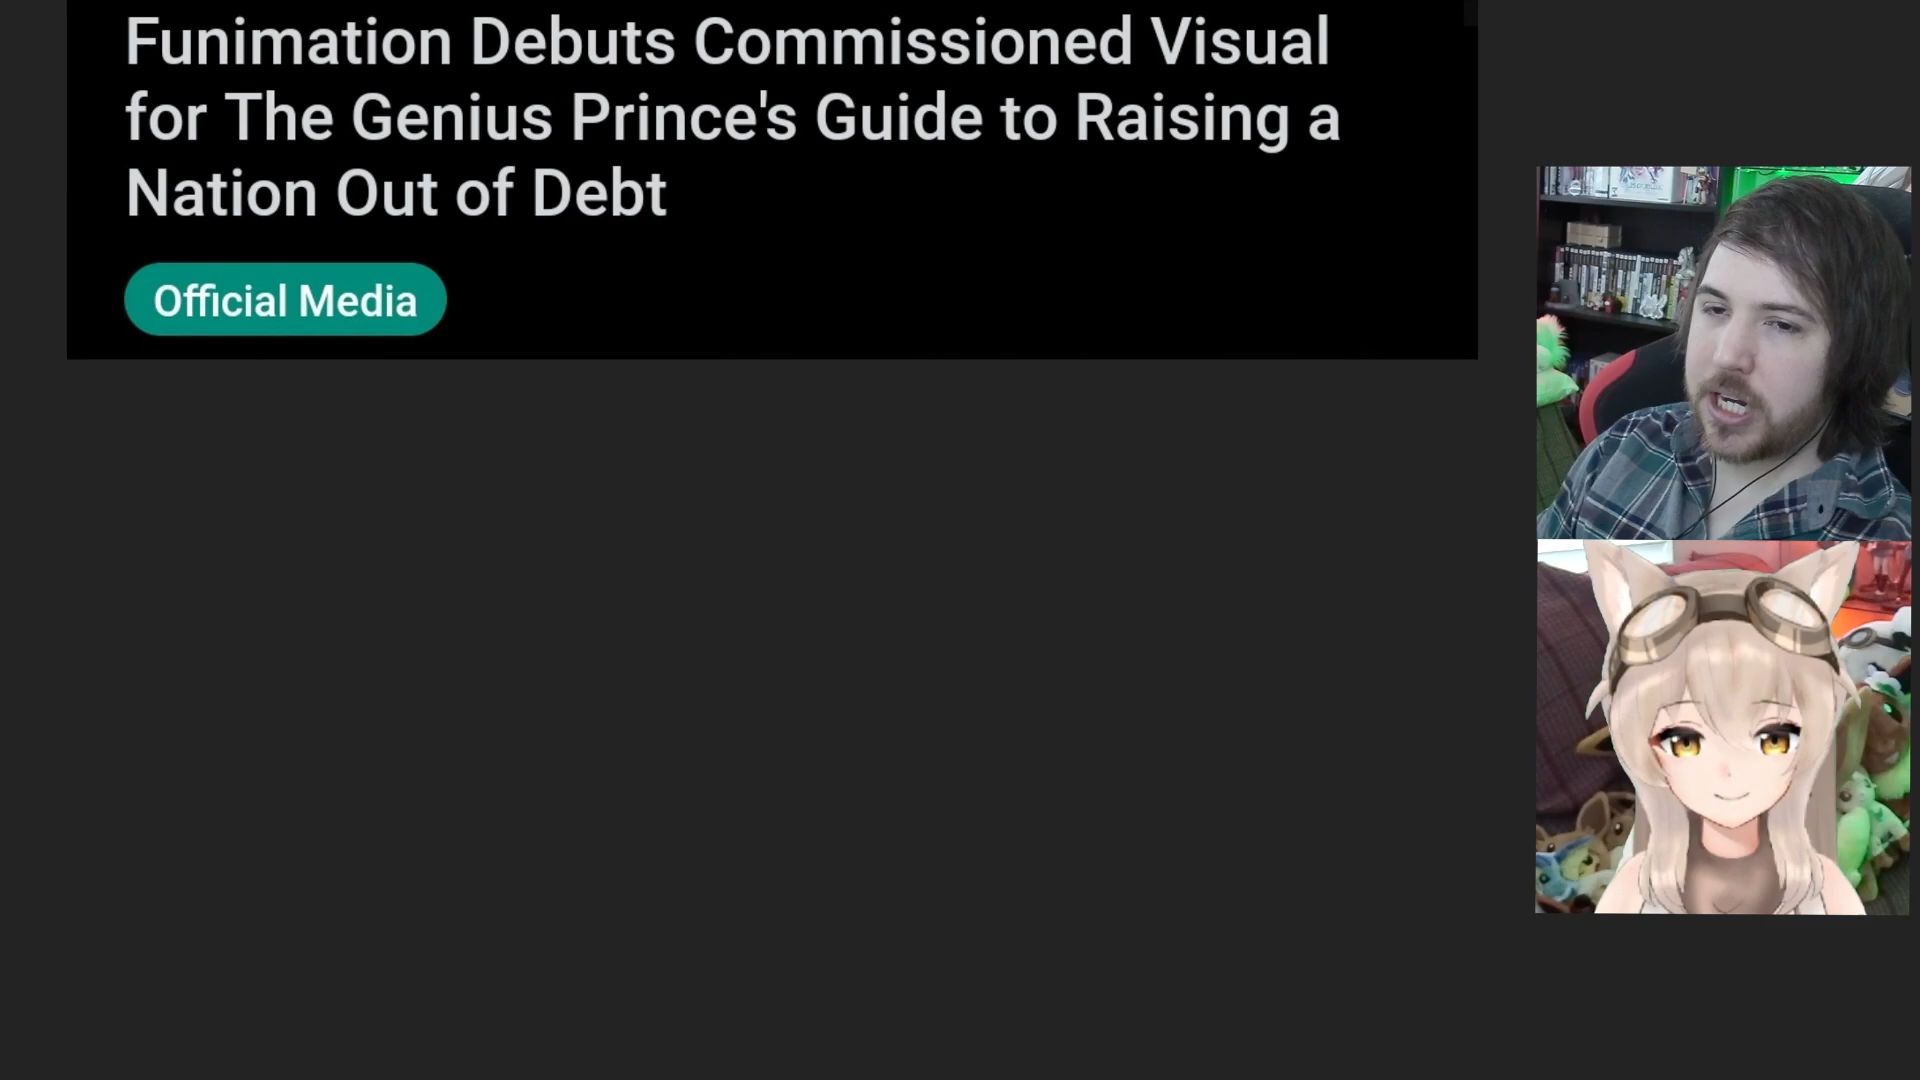 Funimation Debuts Commissioned Visual
for The Genius Prince's Guide to Raising a
Nation Out of Debt
Official Media